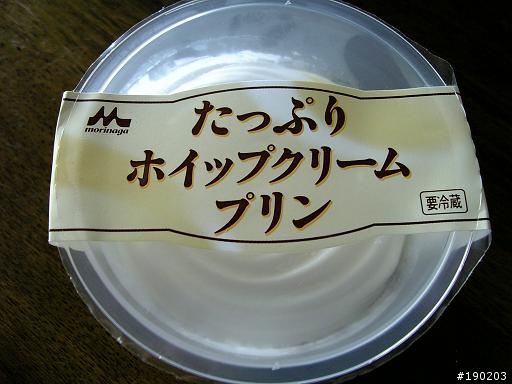 morinaga
たっぷり
ホイップクリーム
プリン
要冷蔵
#190203